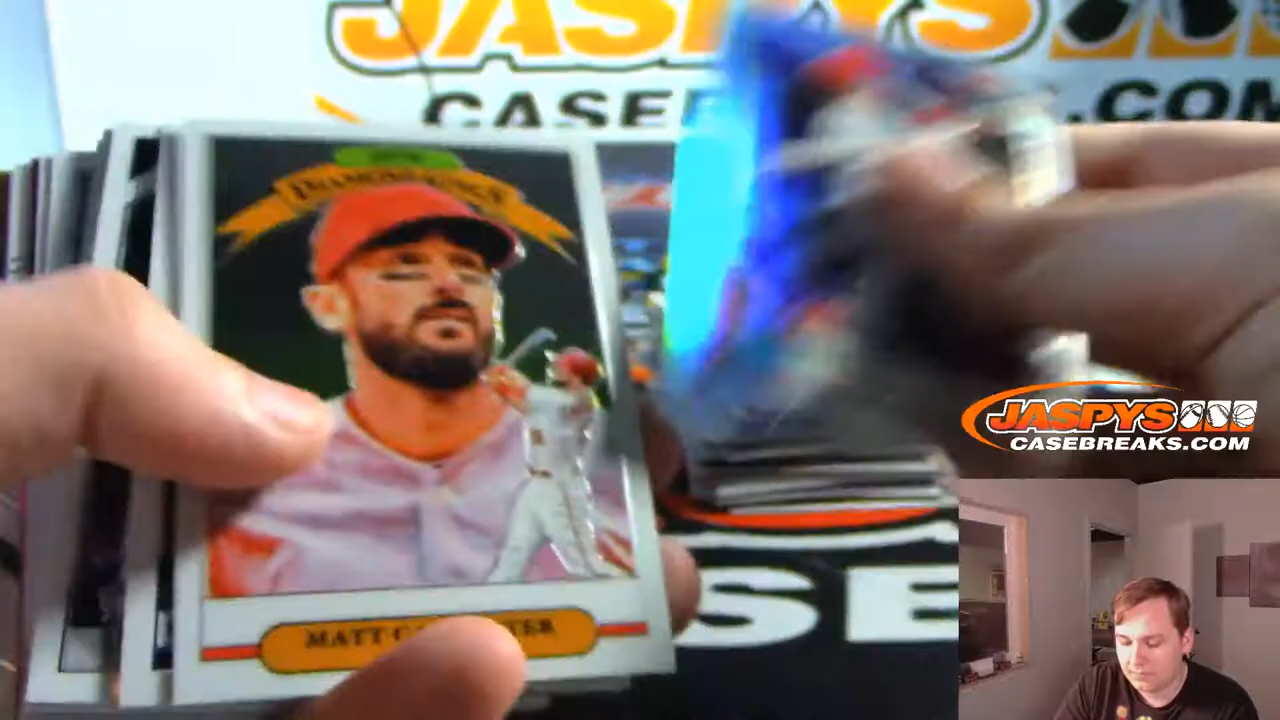 JASPYS
CASE
.COM
DIAMOND KINGS
MATT C TER
JASPYS
CASEBREAKS.COM
SE